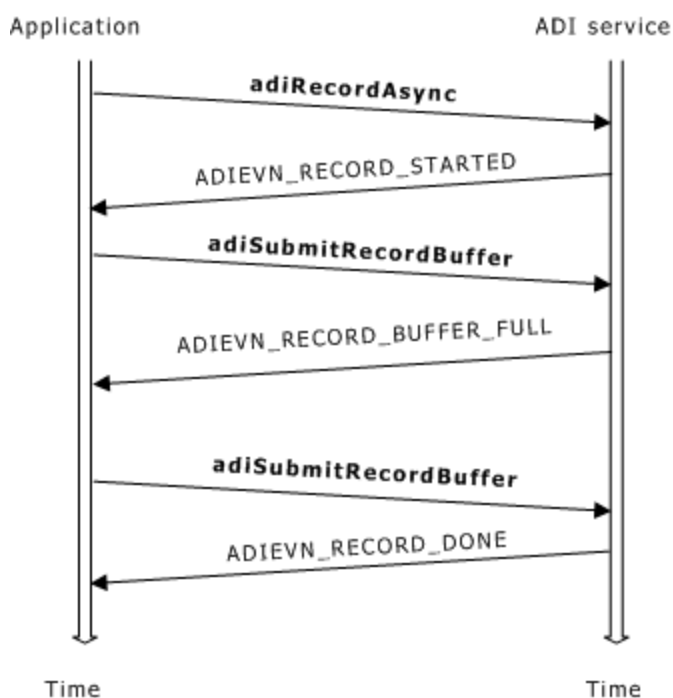 Application
ADI service
adiRecordAsync
ADIEVN_RECORD_STARTED
adiSubmitRecordBuffer
ADIEVN_RECORD_BUFFER_FULL
adiSubmitRecordBuffer
ADIEVN_RECORD_DONE
Time
Time